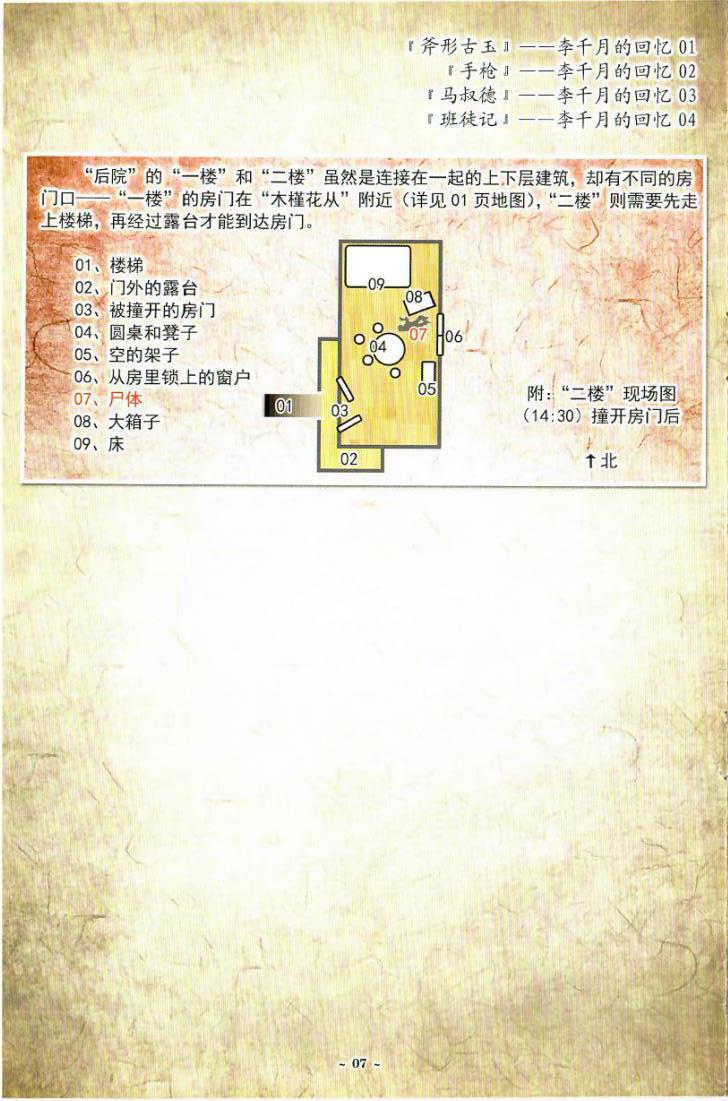 『斧形古玉』——李千月的回忆 01
『手枪』——李千月的回忆 02
『马叔德』——李千月的回忆 03
『班徒记』——李千月的回忆 04
“后院”的“一楼”和“二楼”虽然是连接在一起的上下层建筑，却有不同的房
门口——“一楼”的房门在“木槿花从”附近（详见 01 页地图），“二楼”则需要先走
上楼梯，再经过露台才能到达房门。
01、楼梯
02、门外的露台
03、被撞开的房门
04、圆桌和凳子
05、空的架子
06、从房里锁上的窗户
07、尸体
08、大箱子
09、床
09
08
07
06
04
05
01
03
02
附：“二楼”现场图
（14:30）撞开房门后
↑北
~ 07 ~